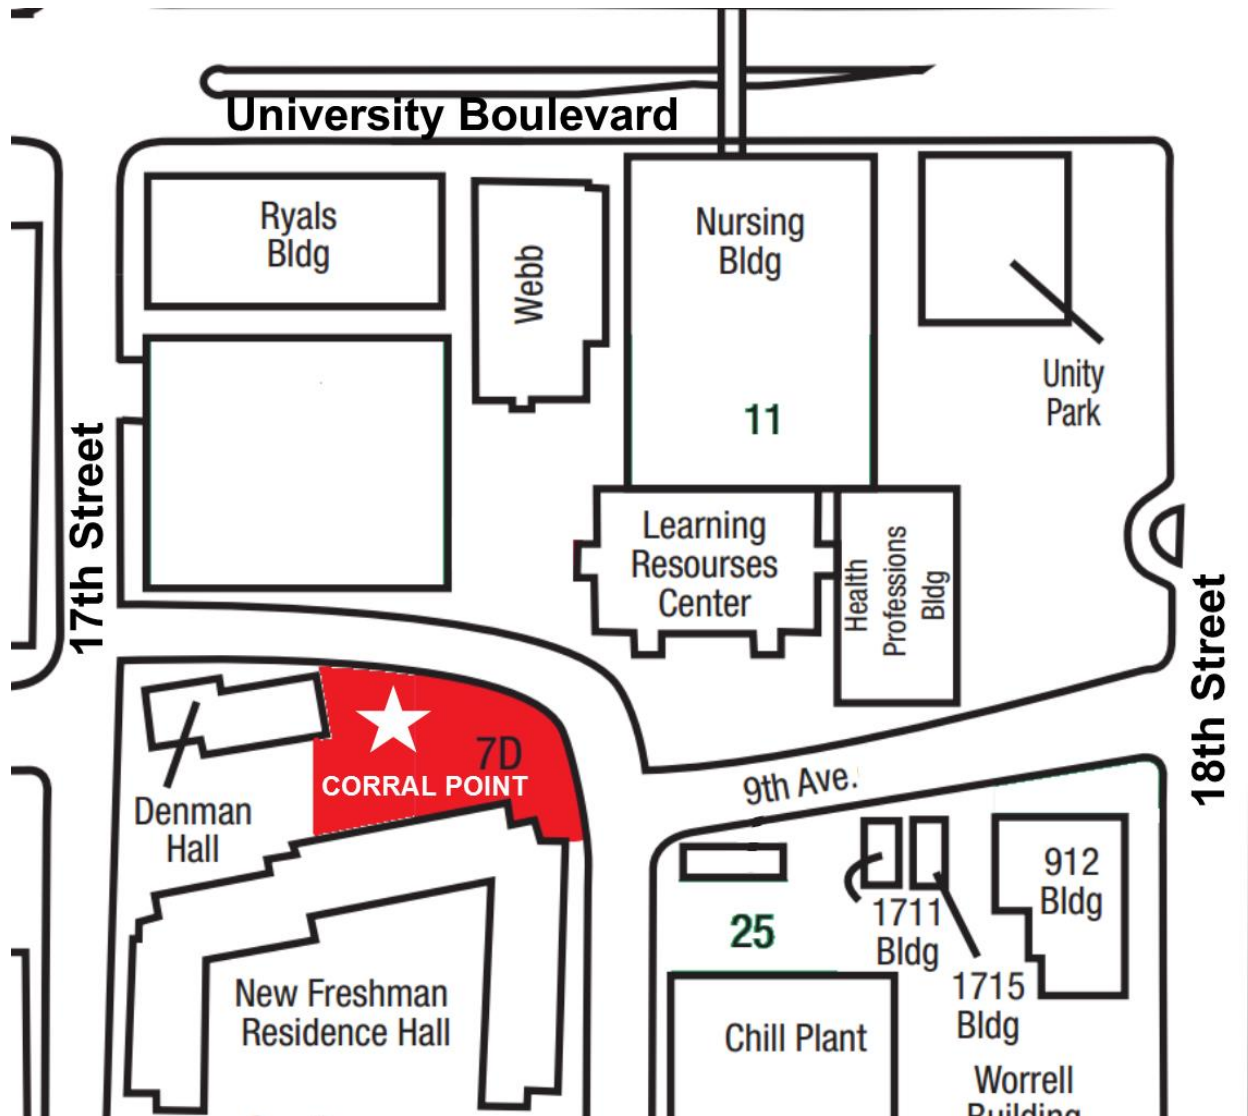 University Boulevard
Ryals
Bldg
Webb
Nursing
Bldg
11
Unity
Park
17th Street
Learning
Resourses
Center
Health
Professions
Bldg
18th Street
7D
CORRAL POINT
9th Ave.
Denman
Hall
912
Bldg
1711
Bldg
25
1715
Bldg
New Freshman
Residence Hall
Chill Plant
Worrell
Building